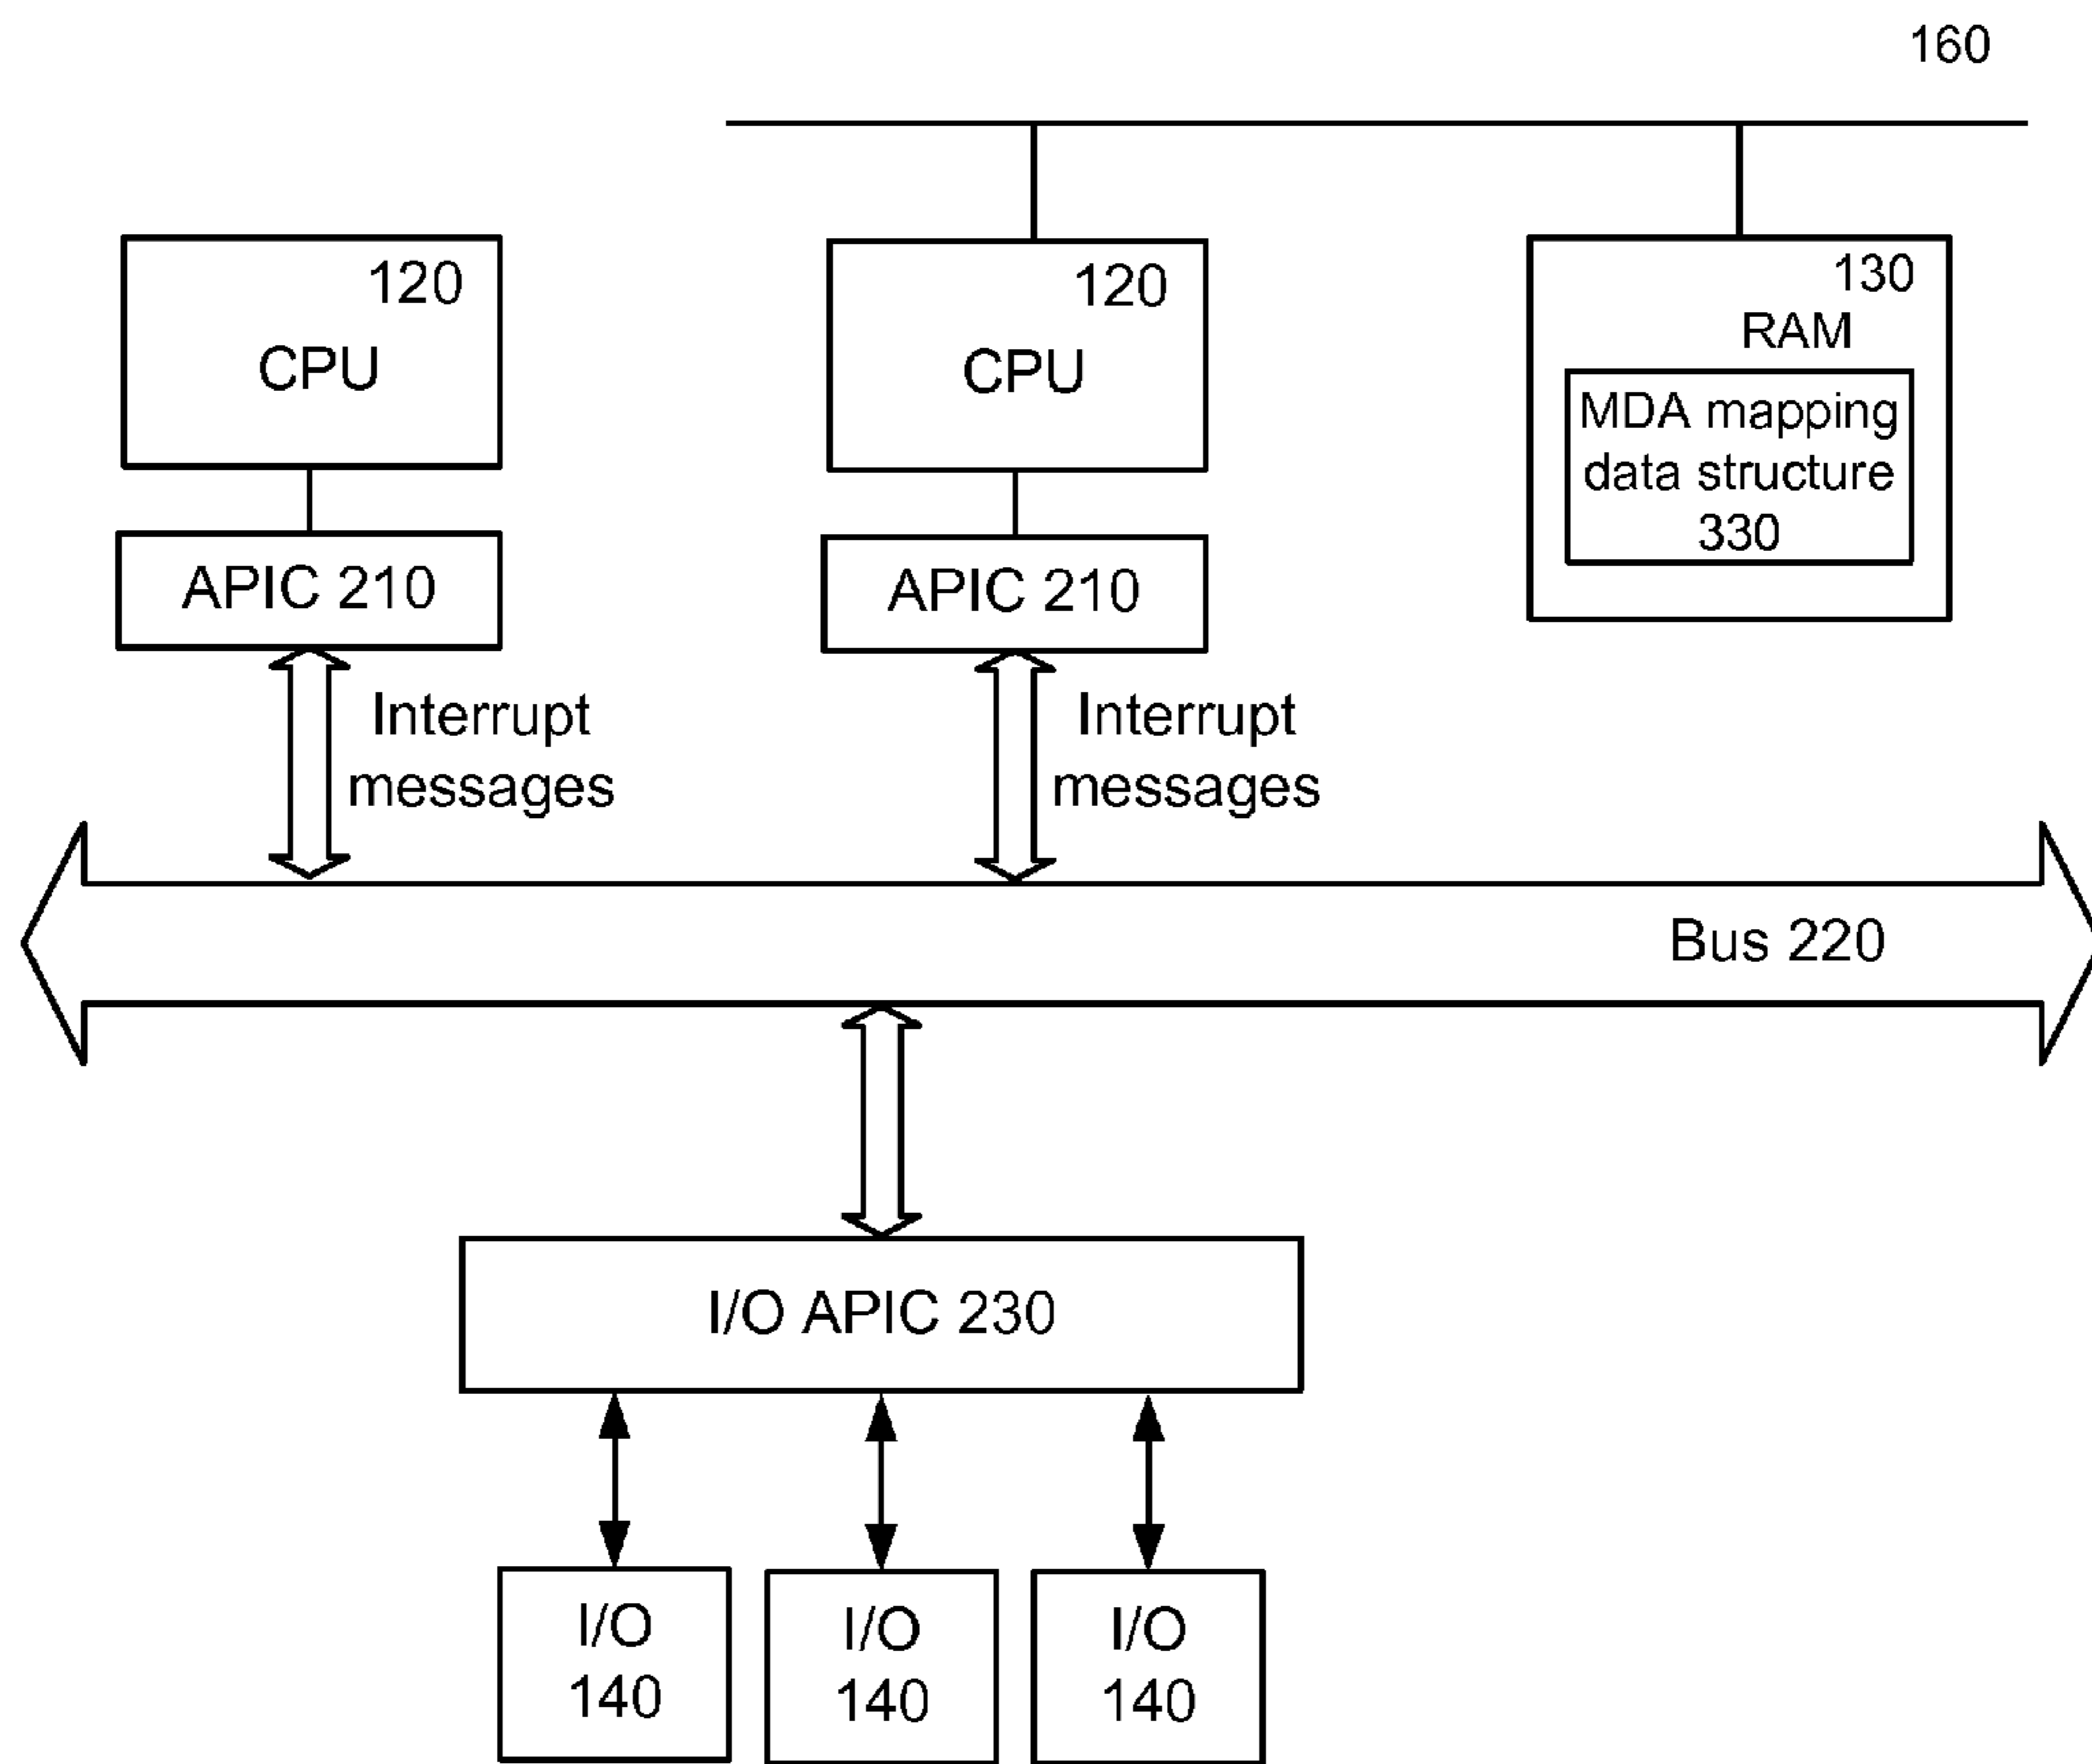 160
120
CPU
120
CPU
130
RAM
MDA mapping
data structure
330
APIC 210
APIC 210
Interrupt
messages
Interrupt
messages
Bus 220
I/O APIC 230
I/O
140
I/O
140
I/O
140